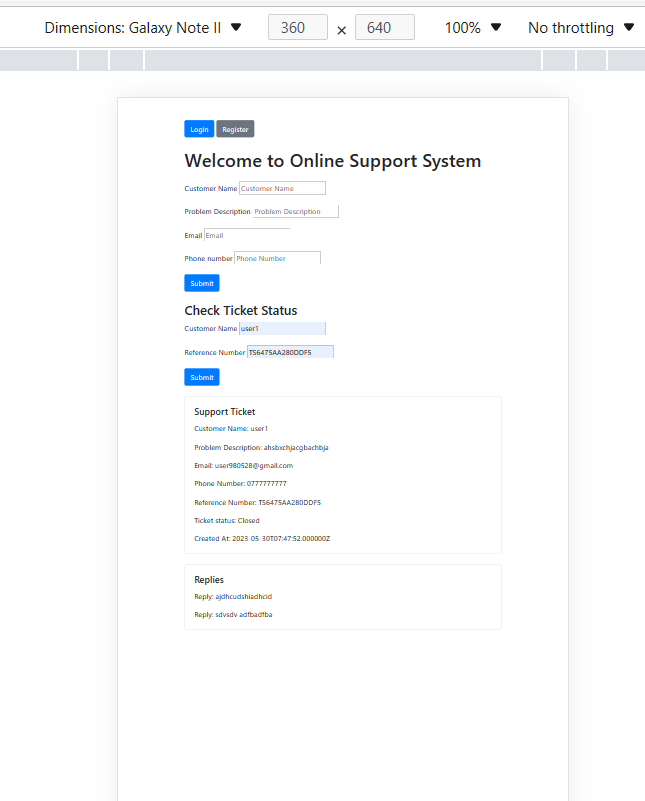 Dimensions: Galaxy Note II ▼ 360 × 640 100% ▼ No throttling ▼
Login Register
Welcome to Online Support System
Customer Name Customer Name
Problem Description Problem Description
Email Email
Phone number Phone Number
Submit
Check Ticket Status
Customer Name user1
Reference Number TS6475AA280DDF5
Submit
Support Ticket
Customer Name: user1
Problem Description: ahsbxchjacgbachbja
Email: user980528@gmail.com
Phone Number: 0777777777
Reference Number: TS6475AA280DDF5
Ticket status: Closed
Created At: 2023-05-30T07:47:52.000000Z
Replies
Reply: ajdhcudshiadhcid
Reply: sdvsdv adfbadfba